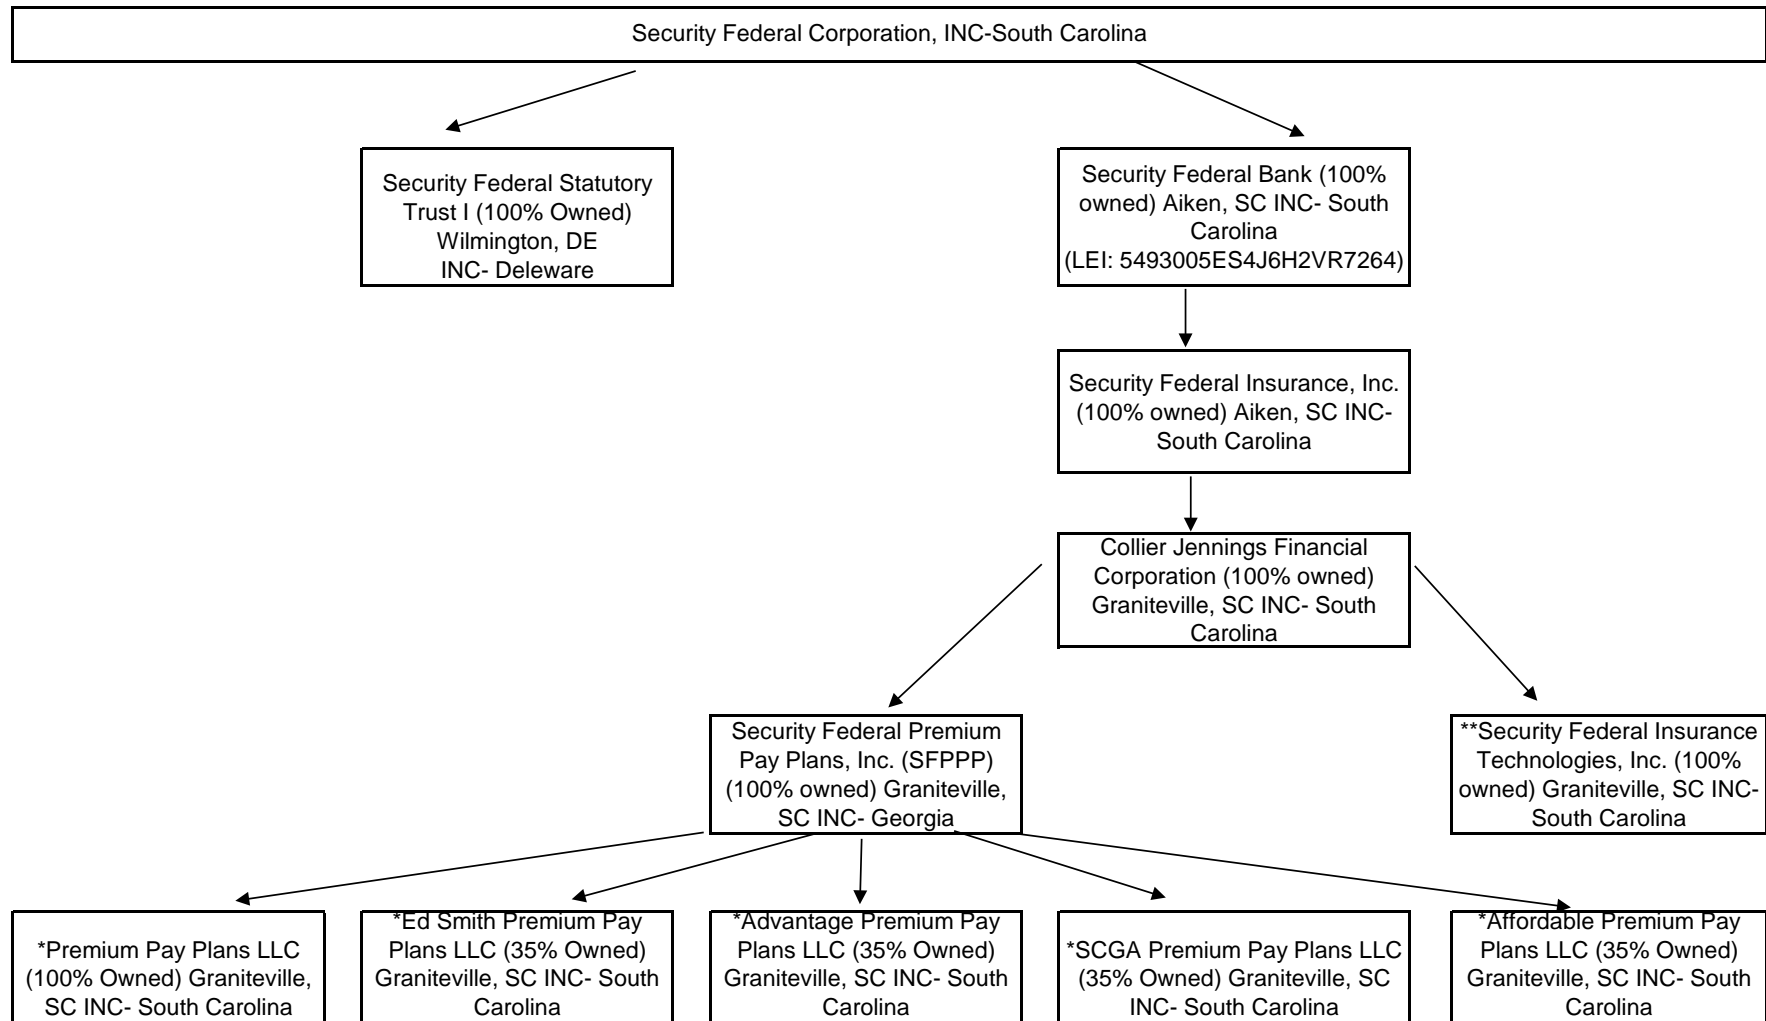 Security Federal Corporation, INC-South Carolina
Security Federal Statutory
Trust I (100% Owned)
Wilmington, DE
INC- Deleware
Security Federal Bank (100%
owned) Aiken, SC INC- South
Carolina
(LEI: 5493005ES4J6H2VR7264)
Security Federal Insurance, Inc.
(100% owned) Aiken, SC INC-
South Carolina
Collier Jennings Financial
Corporation (100% owned)
Graniteville, SC INC- South
Carolina
Security Federal Premium
Pay Plans, Inc. (SFPPP)
(100% owned) Graniteville,
SC INC- Georgia
**Security Federal Insurance
Technologies, Inc. (100%
owned) Graniteville, SC INC-
South Carolina
*Premium Pay Plans LLC
(100% Owned) Graniteville,
SC INC- South Carolina
*Ed Smith Premium Pay
Plans LLC (35% Owned)
Graniteville, SC INC- South
Carolina
*Advantage Premium Pay
Plans LLC (35% Owned)
Graniteville, SC INC- South
Carolina
*SCGA Premium Pay Plans LLC
(35% Owned) Graniteville, SC
INC- South Carolina
*Affordable Premium Pay
Plans LLC (35% Owned)
Graniteville, SC INC- South
Carolina